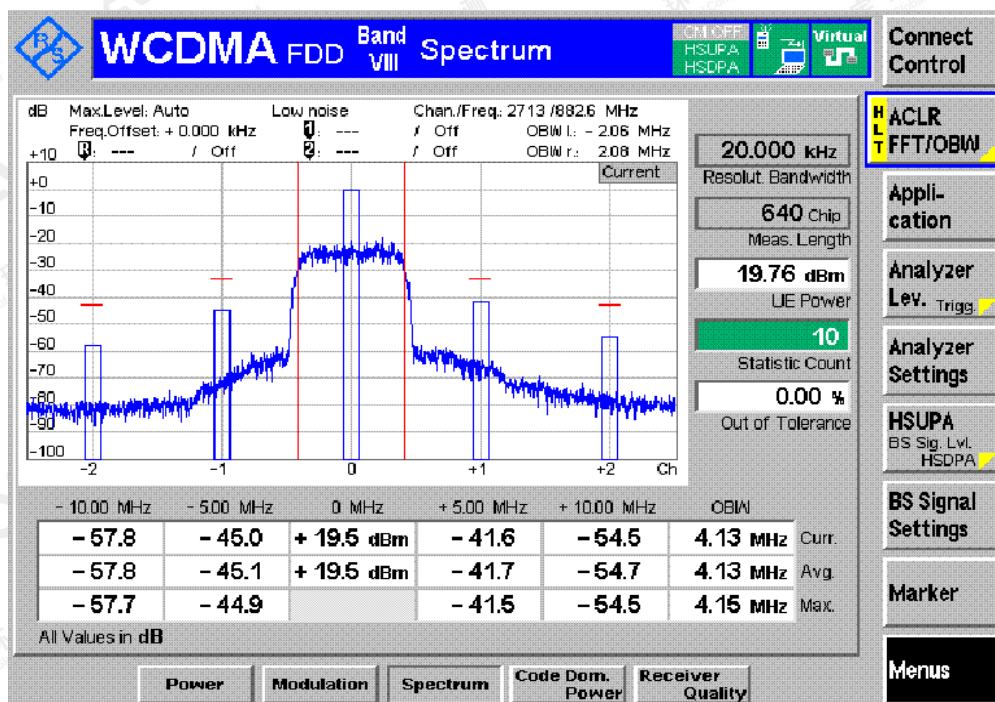 WCDMA FDD Band VIII Spectrum
CM OFF
HSUPA
HSDPA
Virtual
Connect Control
dB Max.Level: Auto Low noise Chan./Freq.: 2713 /882.6 MHz
Freq.Offset: + 0.000 kHz 1: --- / Off OBW l.: - 2.06 MHz
3: --- / Off 2: --- / Off OBW r.: 2.08 MHz
Current
+10
+0
-10
-20
-30
-40
-50
-60
-70
-80
-90
-100
-2 -1 0 +1 +2 Ch
20.000 kHz
Resolut. Bandwidth
640 Chip
Meas. Length
19.76 dBm
UE Power
10
Statistic Count
0.00 %
Out of Tolerance
- 10.00 MHz - 5.00 MHz 0 MHz + 5.00 MHz + 10.00 MHz OBW
- 57.8 - 45.0 + 19.5 dBm - 41.6 - 54.5 4.13 MHz Curr.
- 57.8 - 45.1 + 19.5 dBm - 41.7 - 54.7 4.13 MHz Avg.
- 57.7 - 44.9 - 41.5 - 54.5 4.15 MHz Max.
All Values in dB
Power Modulation Spectrum Code Dom. Power Receiver Quality
HLT
ACLR
FFT/OBW
Appli-
cation
Analyzer
Lev. Trigg.
Analyzer
Settings
HSUPA
BS Sig. Lvl.
HSDPA
BS Signal
Settings
Marker
Menus